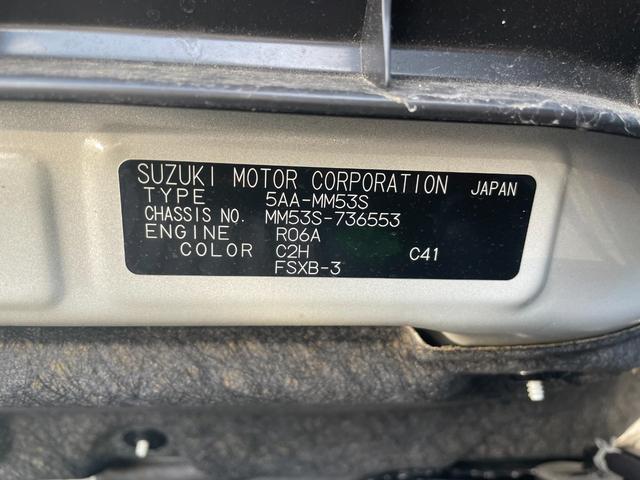 SUZUKI MOTOR CORPORATION JAPAN
TYPE 5AA-MM53S
CHASSIS NO. MM53S-736553
ENGINE R06A
COLOR C2H C41
FSXB-3